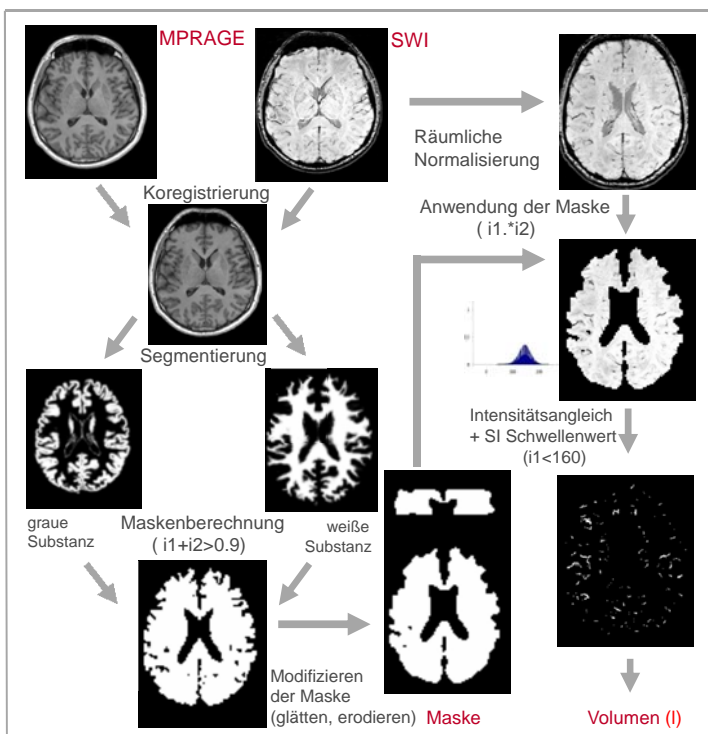 MPRAGE
SWI
Räumliche
Normalisierung
Koregistrierung
Anwendung der Maske
( i1.*i2)
Segmentierung
Intensitätsangleich
+ SI Schwellenwert
(i1<160)
graue
Substanz
Maskenberechnung
( i1+i2>0.9)
weiße
Substanz
Modifizieren
der Maske
(glätten, erodieren)
Maske
Volumen (l)